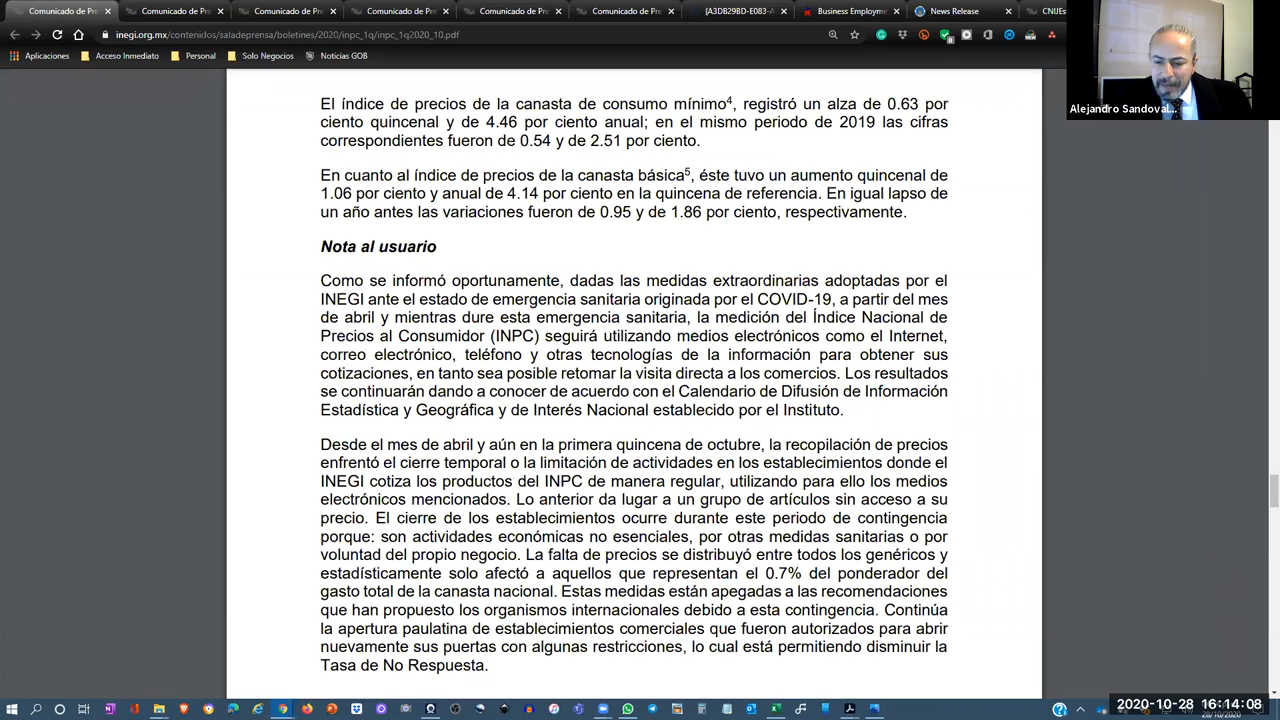 Comunicado de Pre
Comunicado de Pre
Comunicado de Pre
Comunicado de Pre
Comunicado de Pre
Comunicado de Pre
{A3DB29BD-E083-A
Business Employme
News Release
CNIJEst
inegi.org.mx/contenidos/saladeprensa/boletines/2020/inpc_1q/inpc_1q2020_10.pdf
Aplicaciones
Acceso Inmediato
Personal
Solo Negocios
Noticias GOB
Alejandro Sandoval...
El índice de precios de la canasta de consumo mínimo⁴, registró un alza de 0.63 por
ciento quincenal y de 4.46 por ciento anual; en el mismo periodo de 2019 las cifras
correspondientes fueron de 0.54 y de 2.51 por ciento.
En cuanto al índice de precios de la canasta básica⁵, éste tuvo un aumento quincenal de
1.06 por ciento y anual de 4.14 por ciento en la quincena de referencia. En igual lapso de
un año antes las variaciones fueron de 0.95 y de 1.86 por ciento, respectivamente.
Nota al usuario
Como se informó oportunamente, dadas las medidas extraordinarias adoptadas por el
INEGI ante el estado de emergencia sanitaria originada por el COVID-19, a partir del mes
de abril y mientras dure esta emergencia sanitaria, la medición del Índice Nacional de
Precios al Consumidor (INPC) seguirá utilizando medios electrónicos como el Internet,
correo electrónico, teléfono y otras tecnologías de la información para obtener sus
cotizaciones, en tanto sea posible retomar la visita directa a los comercios. Los resultados
se continuarán dando a conocer de acuerdo con el Calendario de Difusión de Información
Estadística y Geográfica y de Interés Nacional establecido por el Instituto.
Desde el mes de abril y aún en la primera quincena de octubre, la recopilación de precios
enfrentó el cierre temporal o la limitación de actividades en los establecimientos donde el
INEGI cotiza los productos del INPC de manera regular, utilizando para ello los medios
electrónicos mencionados. Lo anterior da lugar a un grupo de artículos sin acceso a su
precio. El cierre de los establecimientos ocurre durante este periodo de contingencia
porque: son actividades económicas no esenciales, por otras medidas sanitarias o por
voluntad del propio negocio. La falta de precios se distribuyó entre todos los genéricos y
estadísticamente solo afectó a aquellos que representan el 0.7% del ponderador del
gasto total de la canasta nacional. Estas medidas están apegadas a las recomendaciones
que han propuesto los organismos internacionales debido a esta contingencia. Continúa
la apertura paulatina de establecimientos comerciales que fueron autorizados para abrir
nuevamente sus puertas con algunas restricciones, lo cual está permitiendo disminuir la
Tasa de No Respuesta.
2020-10-28 16:14:08
28/10/2020